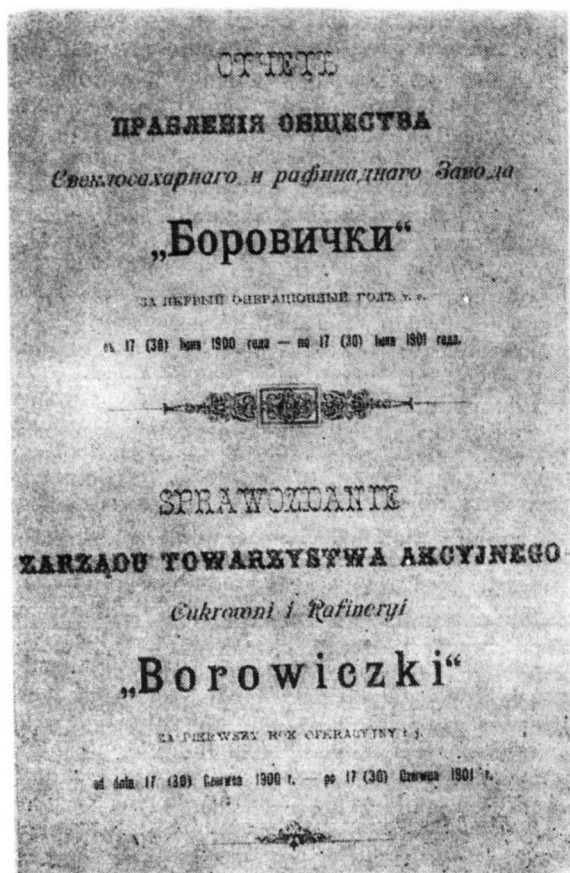 ОТЧЕТЪ
ПРАВЛЕНІЯ ОБЩЕСТВА
Свеклосахарнаго и рафинаднаго Завода
„Боровички“
ЗА ПЕРВЫЙ ОПЕРАЦІОННЫЙ ГОДЪ т. е.
съ 17 (30) Іюня 1900 года — по 17 (30) Іюня 1901 года.
SPRAWOZDANIE
ZARZĄDU TOWARZYSTWA AKCYJNEGO
Cukrowni i Rafineryi
„Borowiczki“
ZA PIERWSZY ROK OPERACYJNY t. j.
od dnia 17 (30) Czerwca 1900 r. — po 17 (30) Czerwca 1901 r.